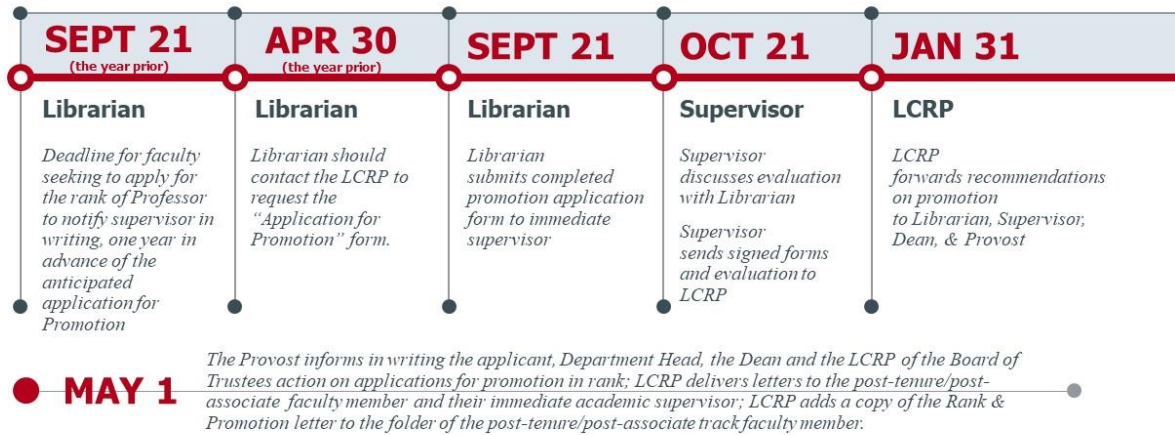 SEPT 21
(the year prior)
Librarian
Deadline for faculty
seeking to apply for
the rank of Professor
to notify supervisor in
writing, one year in
advance of the
anticipated
application for
Promotion
APR 30
(the year prior)
Librarian
Librarian should
contact the LCRP to
request the
“Application for
Promotion” form.
SEPT 21
Librarian
Librarian
submits completed
promotion application
form to immediate
supervisor
OCT 21
Supervisor
Supervisor
discusses evaluation
with Librarian
Supervisor
sends signed forms
and evaluation to
LCRP
JAN 31
LCRP
LCRP
forwards recommendations
on promotion
to Librarian, Supervisor,
Dean, & Provost
MAY 1
The Provost informs in writing the applicant, Department Head, the Dean and the LCRP of the Board of
Trustees action on applications for promotion in rank; LCRP delivers letters to the post-tenure/post-
associate faculty member and their immediate academic supervisor; LCRP adds a copy of the Rank &
Promotion letter to the folder of the post-tenure/post-associate track faculty member.